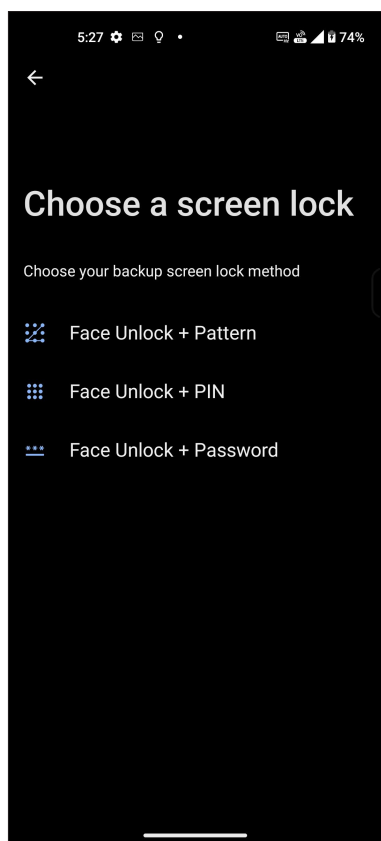 5:27 74%
Choose a screen lock
Choose your backup screen lock method
Face Unlock + Pattern
Face Unlock + PIN
Face Unlock + Password